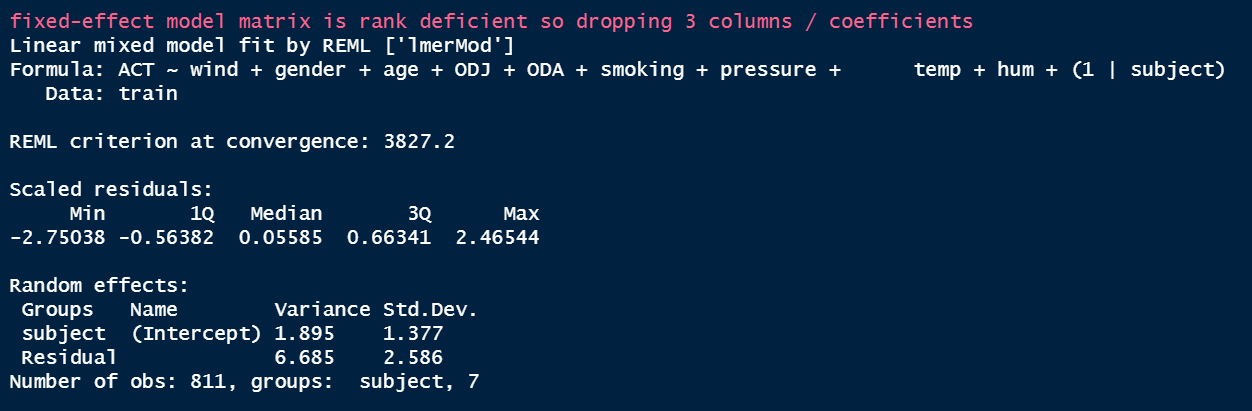 fixed-effect model matrix is rank deficient so dropping 3 columns / coefficients
Linear mixed model fit by REML ['lmerMod']
Formula: ACT ~ wind + gender + age + ODJ + ODA + smoking + pressure +      temp + hum + (1 | subject)
   Data: train

REML criterion at convergence: 3827.2

Scaled residuals:
     Min       1Q   Median       3Q      Max
-2.75038 -0.56382  0.05585  0.66341  2.46544

Random effects:
 Groups   Name        Variance Std.Dev.
 subject  (Intercept) 1.895    1.377
 Residual             6.685    2.586
Number of obs: 811, groups:  subject, 7